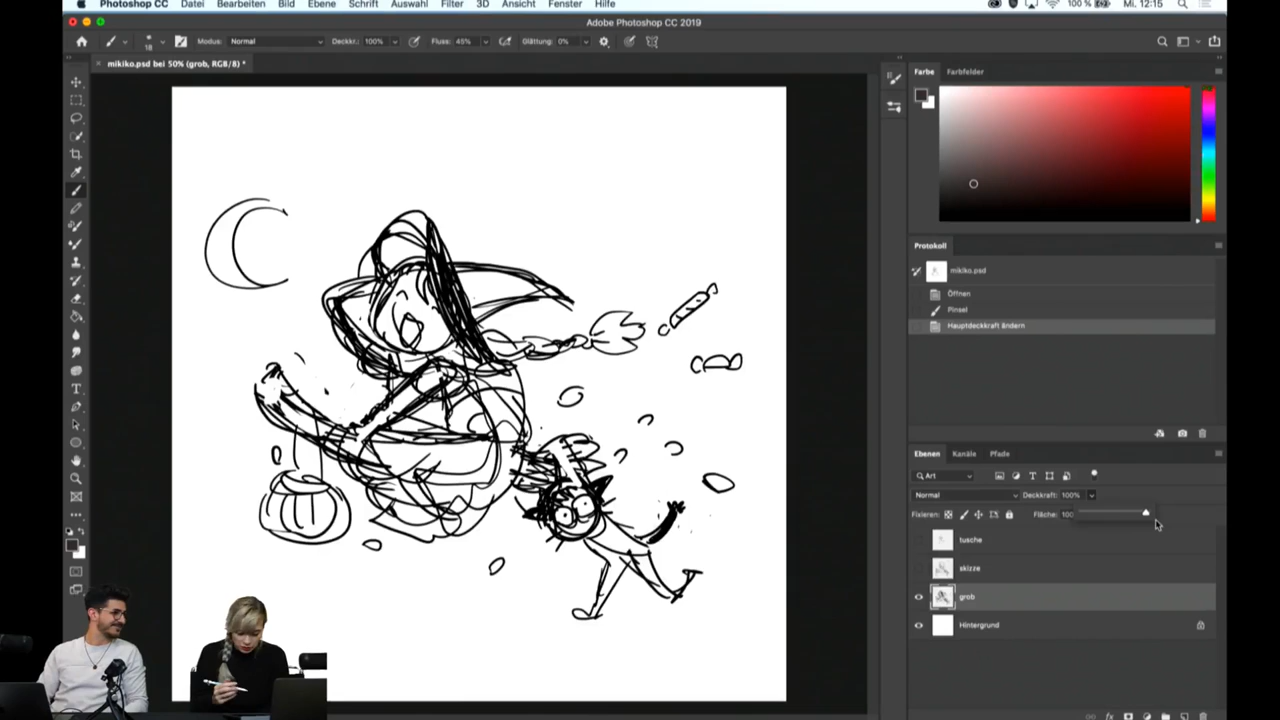 Photoshop CC Datei Bearbeiten Bild Ebene Schrift Auswahl Filter 3D Ansicht Fenster Hilfe 100 % Mi. 12:15
Adobe Photoshop CC 2019
18 Modus: Normal Deckkr.: 100% Fluss: 45% Glättung: 0%
× mikiko.psd bei 50% (grob, RGB/8) *
Farbe Farbfelder
Protokoll
mikiko.psd
Öffnen
Pinsel
Hauptdeckkraft ändern
Ebenen Kanäle Pfade
Art
Normal Deckkraft: 100%
Fixieren: Fläche: 100
tusche
skizze
grob
Hintergrund
fx